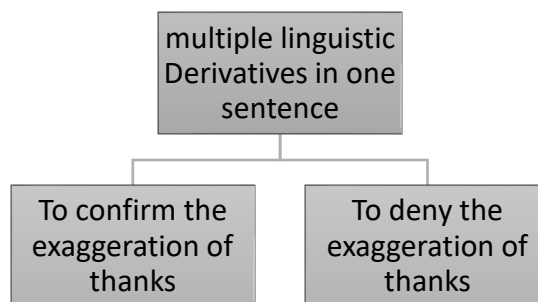 multiple linguistic
Derivatives in one
sentence
To confirm the
exaggeration of
thanks
To deny the
exaggeration of
thanks